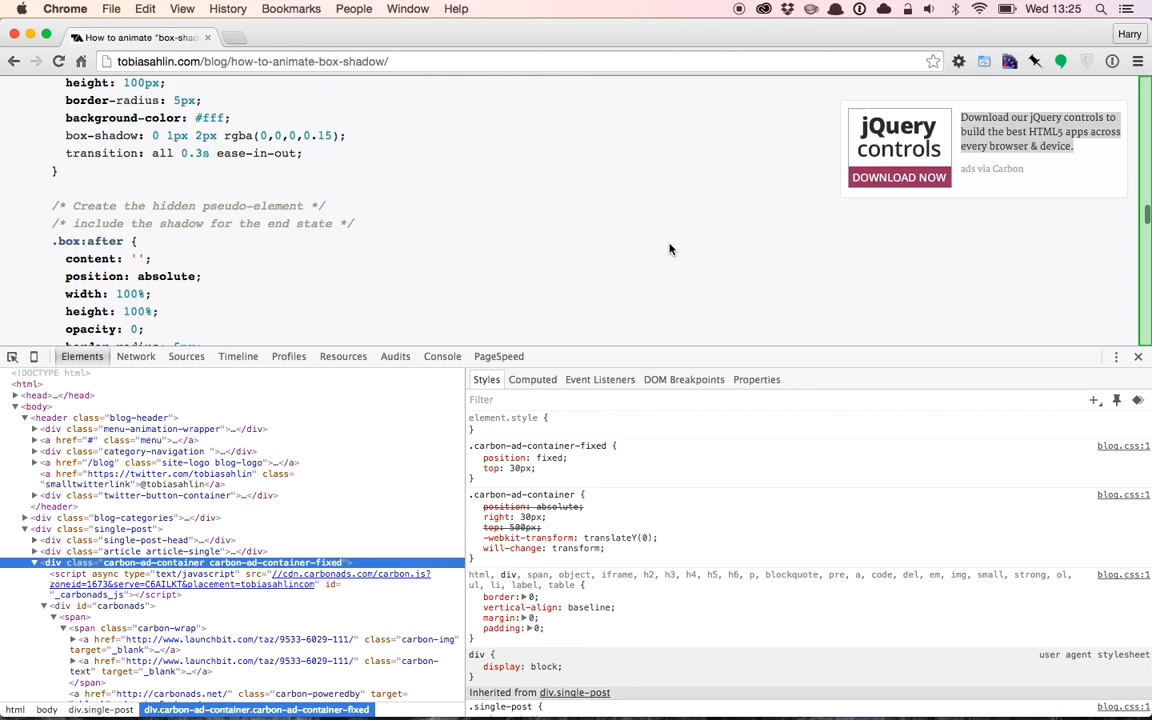 Chrome File Edit View History Bookmarks People Window Help Wed 13:25
How to animate "box-shad Harry
tobiasahlin.com/blog/how-to-animate-box-shadow/
height: 100px;
border-radius: 5px;
background-color: #fff;
box-shadow: 0 1px 2px rgba(0,0,0,0.15);
transition: all 0.3s ease-in-out;
}
/* Create the hidden pseudo-element */
/* include the shadow for the end state */
.box:after {
content: '';
position: absolute;
width: 100%;
height: 100%;
opacity: 0;
jQuery
controls
DOWNLOAD NOW
Download our jQuery controls to
build the best HTML5 apps across
every browser & device.
ads via Carbon
Elements Network Sources Timeline Profiles Resources Audits Console PageSpeed
<!DOCTYPE html>
<html>
<head>…</head>
<body>
<header class="blog-header">
<div class="menu-animation-wrapper">…</div>
<a href="#" class="menu">…</a>
<div class="category-navigation ">…</div>
<a href="/blog" class="site-logo blog-logo">…</a>
<a href="https://twitter.com/tobiasahlin" class=
"smalltwitterlink">@tobiasahlin</a>
<div class="twitter-button-container">…</div>
</header>
<div class="blog-categories">…</div>
<div class="single-post">
<div class="single-post-head">…</div>
<div class="article article-single">…</div>
<div class="carbon-ad-container carbon-ad-container-fixed">
<script async type="text/javascript" src="//cdn.carbonads.com/carbon.js?
zoneid=1673&serve=C6AILKT&placement=tobiasahlincom" id=
"_carbonads_js"></script>
<div id="carbonads">
<span>
<span class="carbon-wrap">
<a href="http://www.launchbit.com/taz/9533-6029-111/" class="carbon-img"
target="_blank">…</a>
<a href="http://www.launchbit.com/taz/9533-6029-111/" class="carbon-
text" target="_blank">…</a>
</span>
<a href="http://carbonads.net/" class="carbon-poweredby" target=
html body div.single-post div.carbon-ad-container.carbon-ad-container-fixed
Styles Computed Event Listeners DOM Breakpoints Properties
Filter
element.style {
}
.carbon-ad-container-fixed { blog.css:1
position: fixed;
top: 30px;
}
.carbon-ad-container { blog.css:1
position: absolute;
right: 30px;
top: 500px;
-webkit-transform: translateY(0);
will-change: transform;
}
html, div, span, object, iframe, h2, h3, h4, h5, h6, p, blockquote, pre, a, code, del, em, img, small, strong, ol, blog.css:1
ul, li, label, table {
border: 0;
vertical-align: baseline;
margin: 0;
padding: 0;
}
div { user agent stylesheet
display: block;
}
Inherited from div.single-post
.single-post { blog.css:1